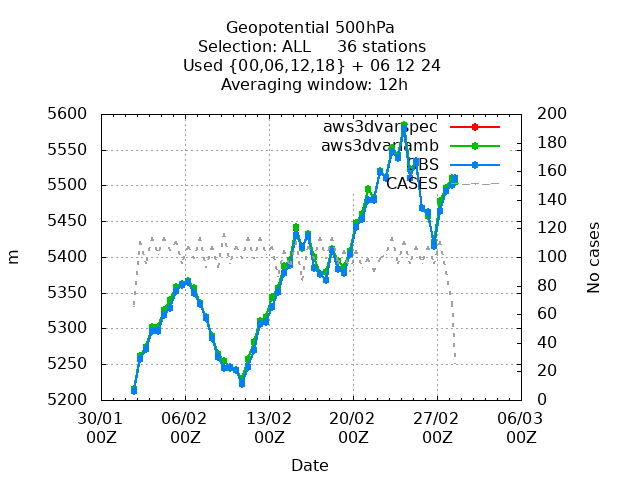 Geopotential 500hPa
Selection: ALL 36 stations
Used {00,06,12,18} + 06 12 24
Averaging window: 12h
aws3dvarspec
aws3dvaramb
OBS
CASES
5600
5550
5500
5450
5400
5350
5300
5250
5200
m
200
180
160
140
120
100
80
60
40
20
0
No cases
30/01 06/02 13/02 20/02 27/02 06/03
00Z 00Z 00Z 00Z 00Z 00Z
Date